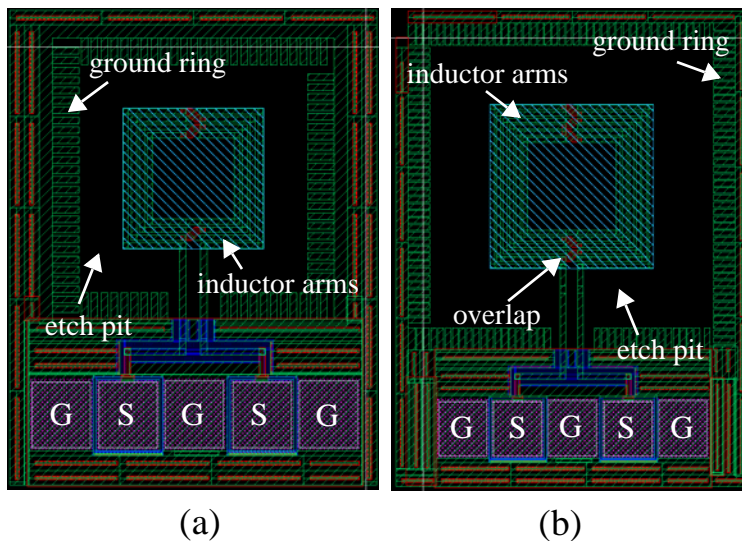 ground ring
inductor arms
etch pit
G S G S G
(a)
ground ring
inductor arms
overlap
etch pit
G S G S G
(b)